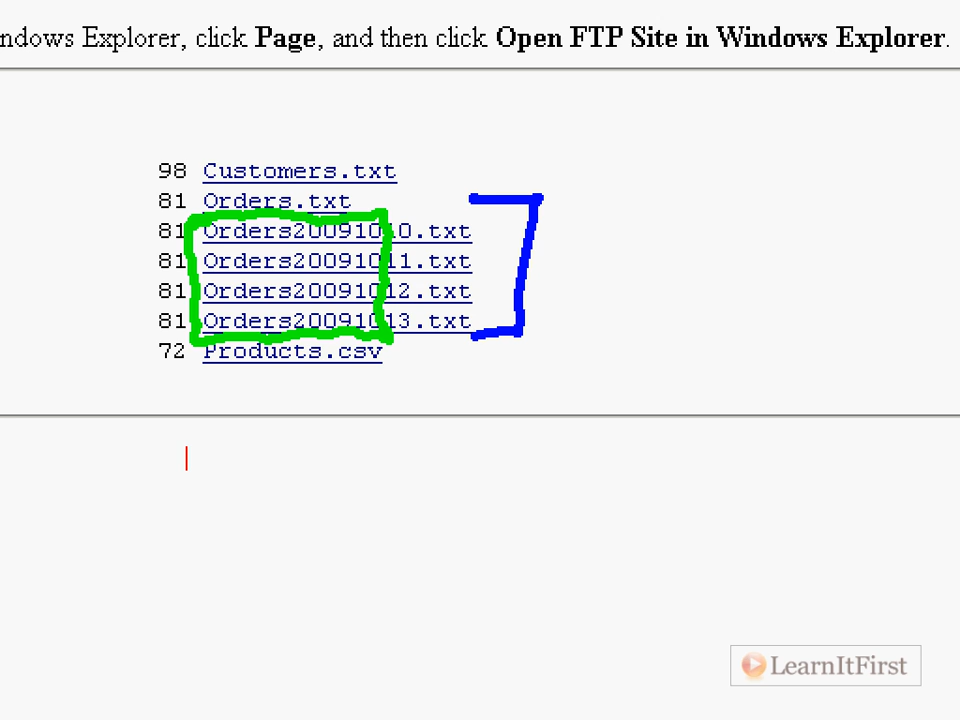 ndows Explorer, click Page, and then click Open FTP Site in Windows Explorer.
98 Customers.txt
81 Orders.txt
81 Orders20091010.txt
81 Orders20091011.txt
81 Orders20091012.txt
81 Orders20091013.txt
72 Products.csv
LearnItFirst